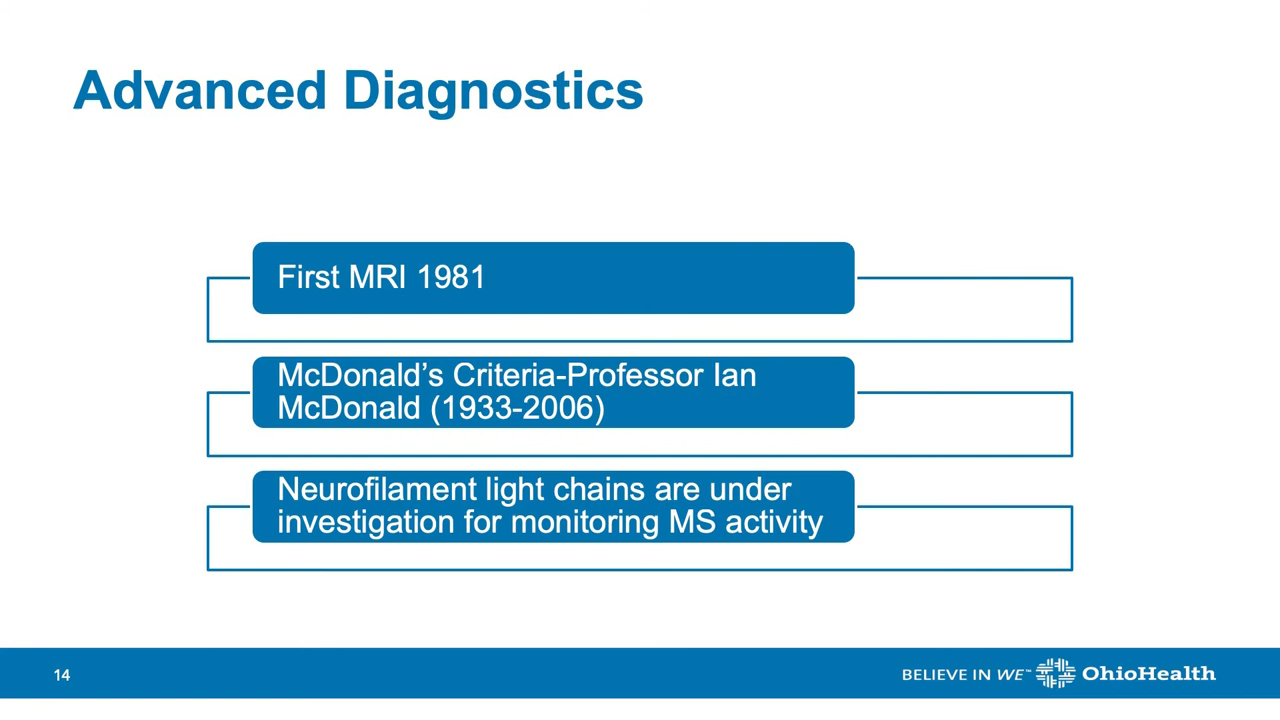 Advanced Diagnostics
First MRI 1981
McDonald’s Criteria-Professor Ian
McDonald (1933-2006)
Neurofilament light chains are under
investigation for monitoring MS activity
14
BELIEVE IN WE™ OhioHealth